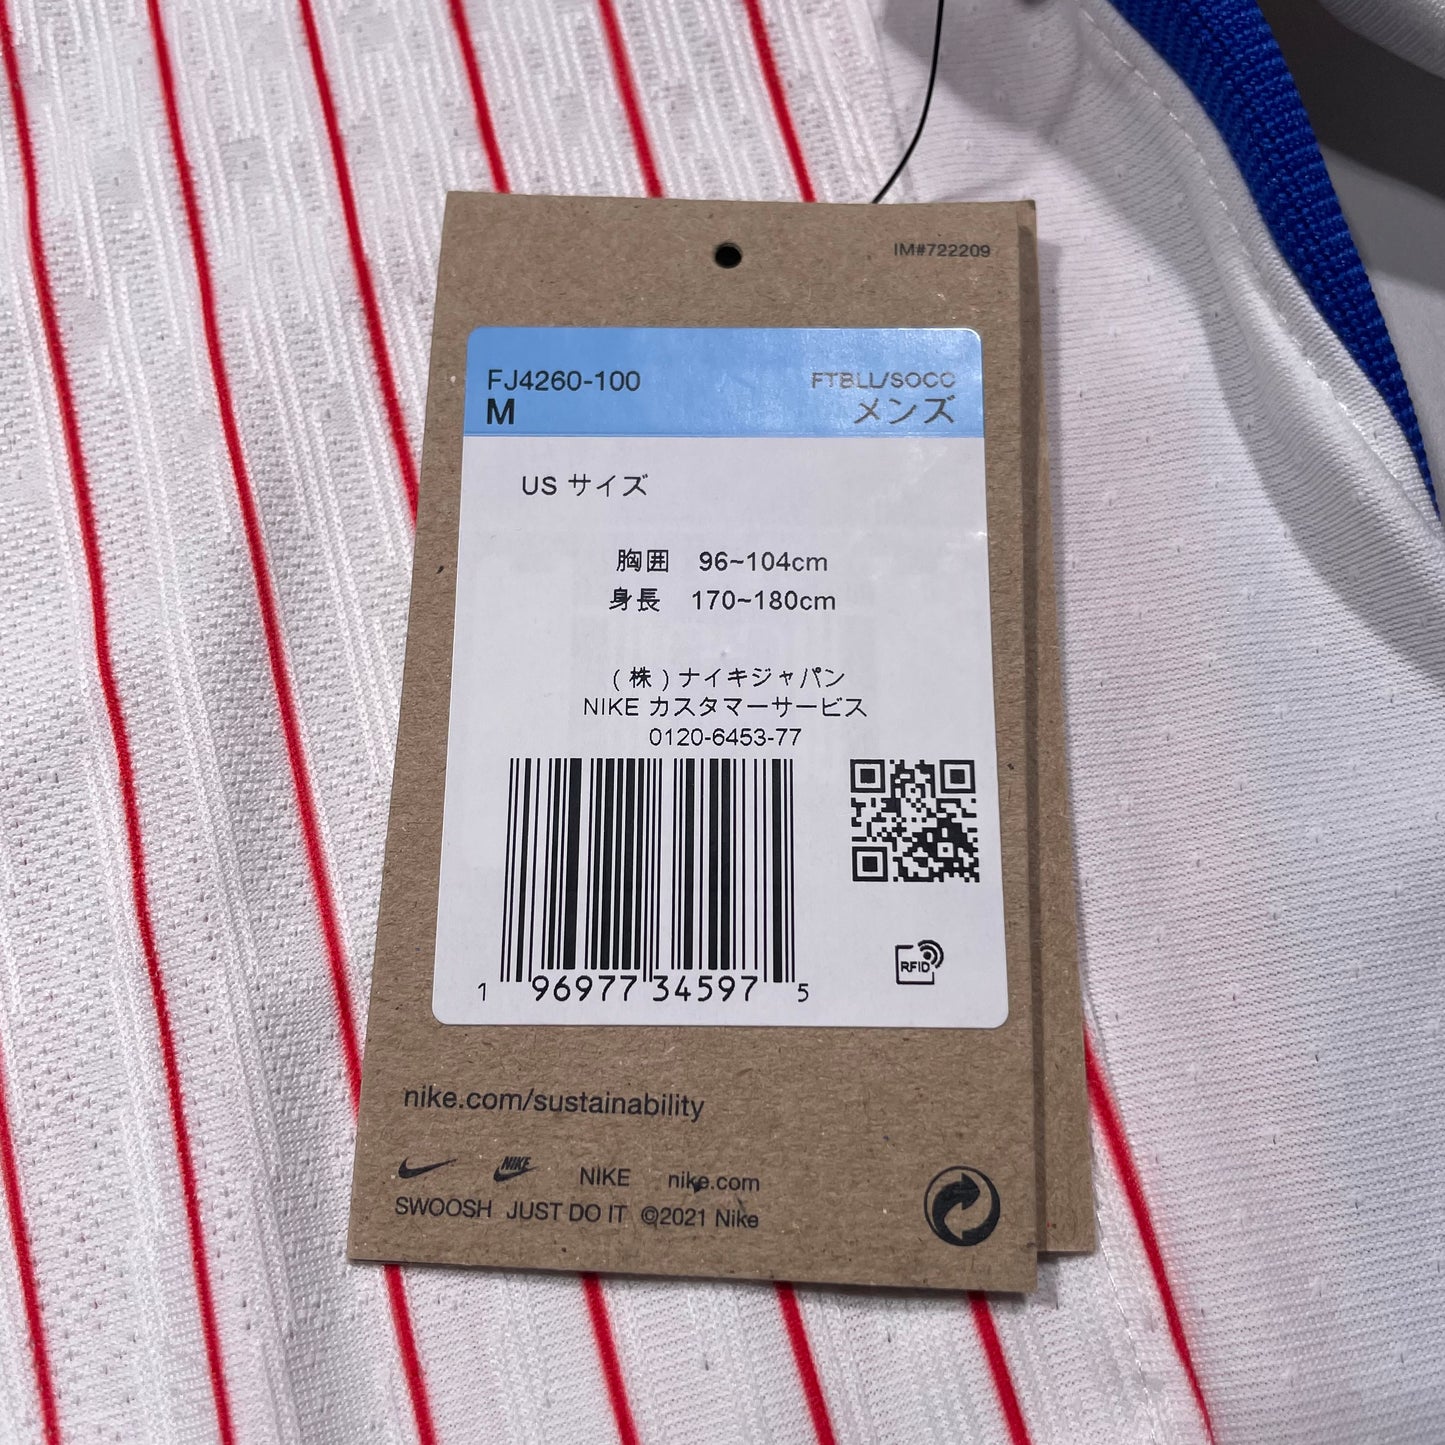 IM#722209
FJ4260-100 FTBLL/SOCC
M メンズ
US サイズ
胸囲 96~104cm
身長 170~180cm
(株)ナイキジャパン
NIKE カスタマーサービス
0120-6453-77
1 96977 34597 5
RFID
nike.com/sustainability
NIKE NIKE nike.com
SWOOSH JUST DO IT ©2021 Nike